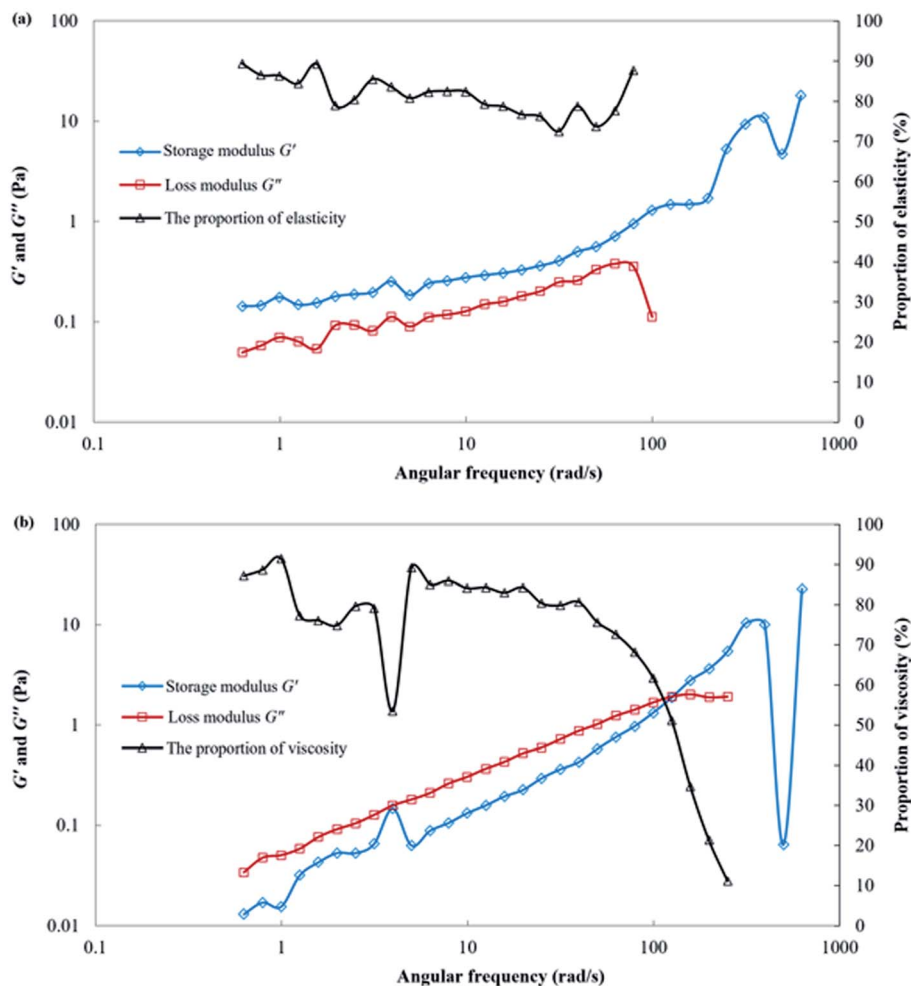 (a)
100
10
1
0.1
0.01
G′ and G″ (Pa)
Storage modulus G′
Loss modulus G″
The proportion of elasticity
100
90
80
70
60
50
40
30
20
10
0
Proportion of elasticity (%)
0.1 1 10 100 1000
Angular frequency (rad/s)
(b)
100
10
1
0.1
0.01
G′ and G″ (Pa)
Storage modulus G′
Loss modulus G″
The proportion of viscosity
100
90
80
70
60
50
40
30
20
10
0
Proportion of viscosity (%)
0.1 1 10 100 1000
Angular frequency (rad/s)